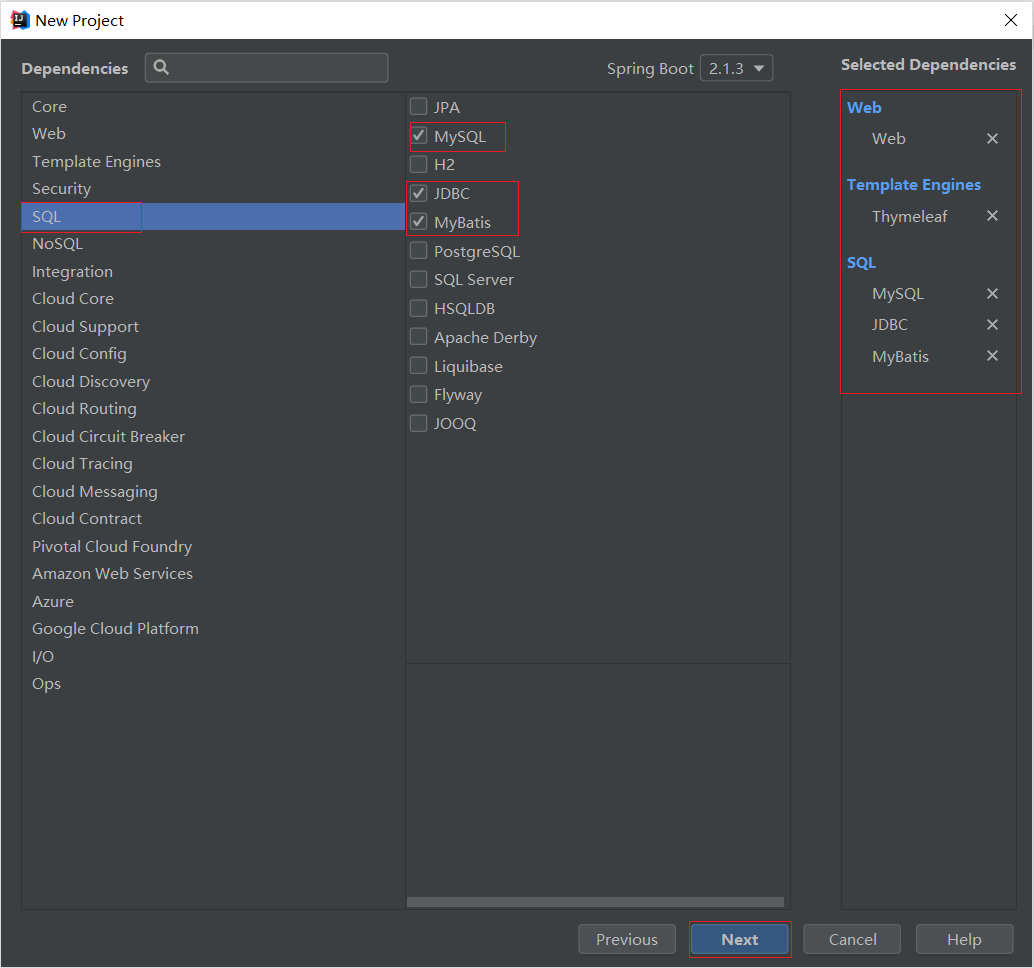 New Project
Dependencies
Spring Boot 2.1.3
Selected Dependencies
Core
Web
Template Engines
Security
SQL
NoSQL
Integration
Cloud Core
Cloud Support
Cloud Config
Cloud Discovery
Cloud Routing
Cloud Circuit Breaker
Cloud Tracing
Cloud Messaging
Cloud Contract
Pivotal Cloud Foundry
Amazon Web Services
Azure
Google Cloud Platform
I/O
Ops
JPA
MySQL
H2
JDBC
MyBatis
PostgreSQL
SQL Server
HSQLDB
Apache Derby
Liquibase
Flyway
JOOQ
Web
Web
Template Engines
Thymeleaf
SQL
MySQL
JDBC
MyBatis
Previous
Next
Cancel
Help